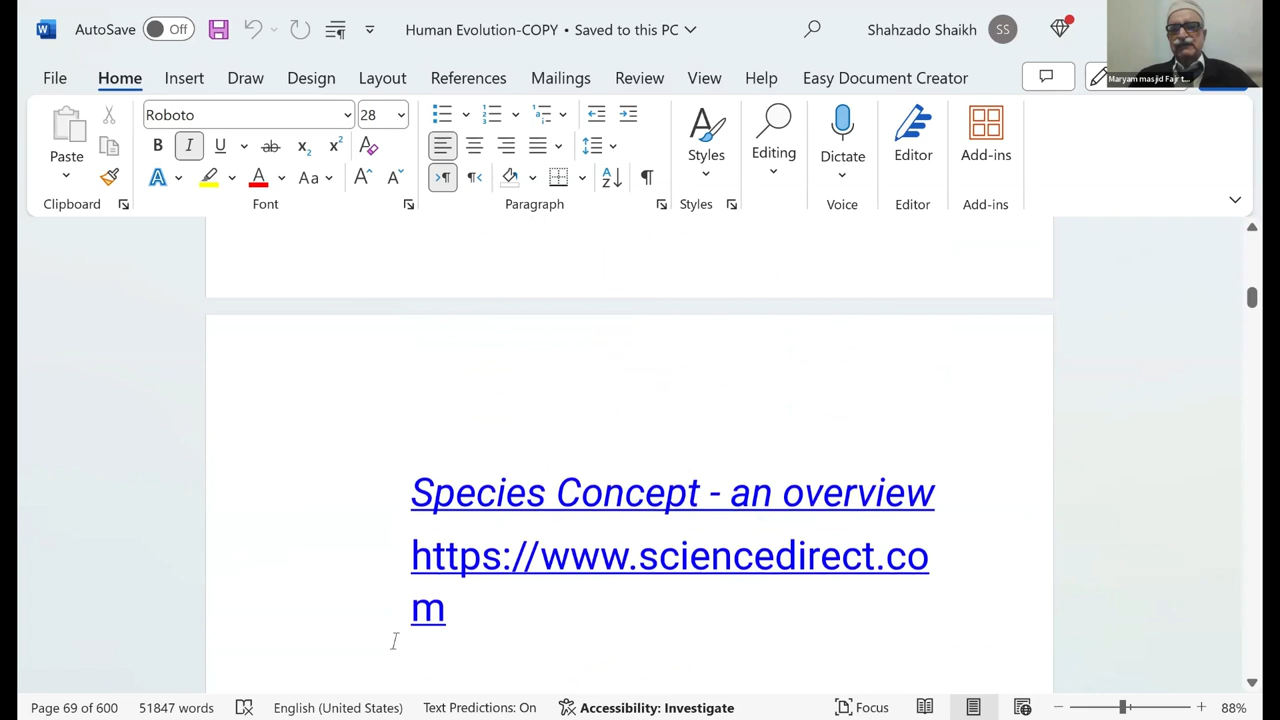 AutoSave Off Human Evolution-COPY • Saved to this PC Shahzado Shaikh SS
Maryam masjid Fajr t...
File Home Insert Draw Design Layout References Mailings Review View Help Easy Document Creator
Roboto 28
Paste Styles Editing Dictate Editor Add-ins
Clipboard Font Paragraph Styles Voice Editor Add-ins
Species Concept - an overview
https://www.sciencedirect.co
m
Page 69 of 600 51847 words English (United States) Text Predictions: On Accessibility: Investigate Focus 88%